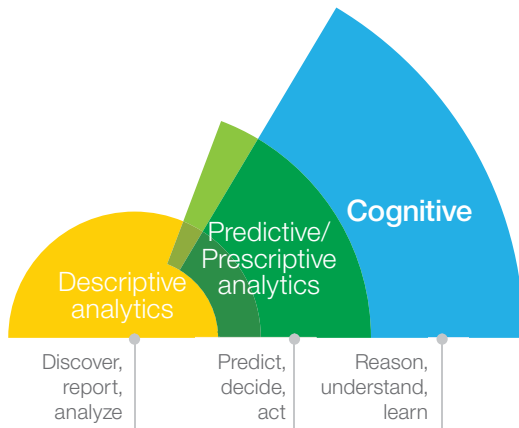 Descriptive
analytics
Predictive/
Prescriptive
analytics
Cognitive
Discover,
report,
analyze
Predict,
decide,
act
Reason,
understand,
learn